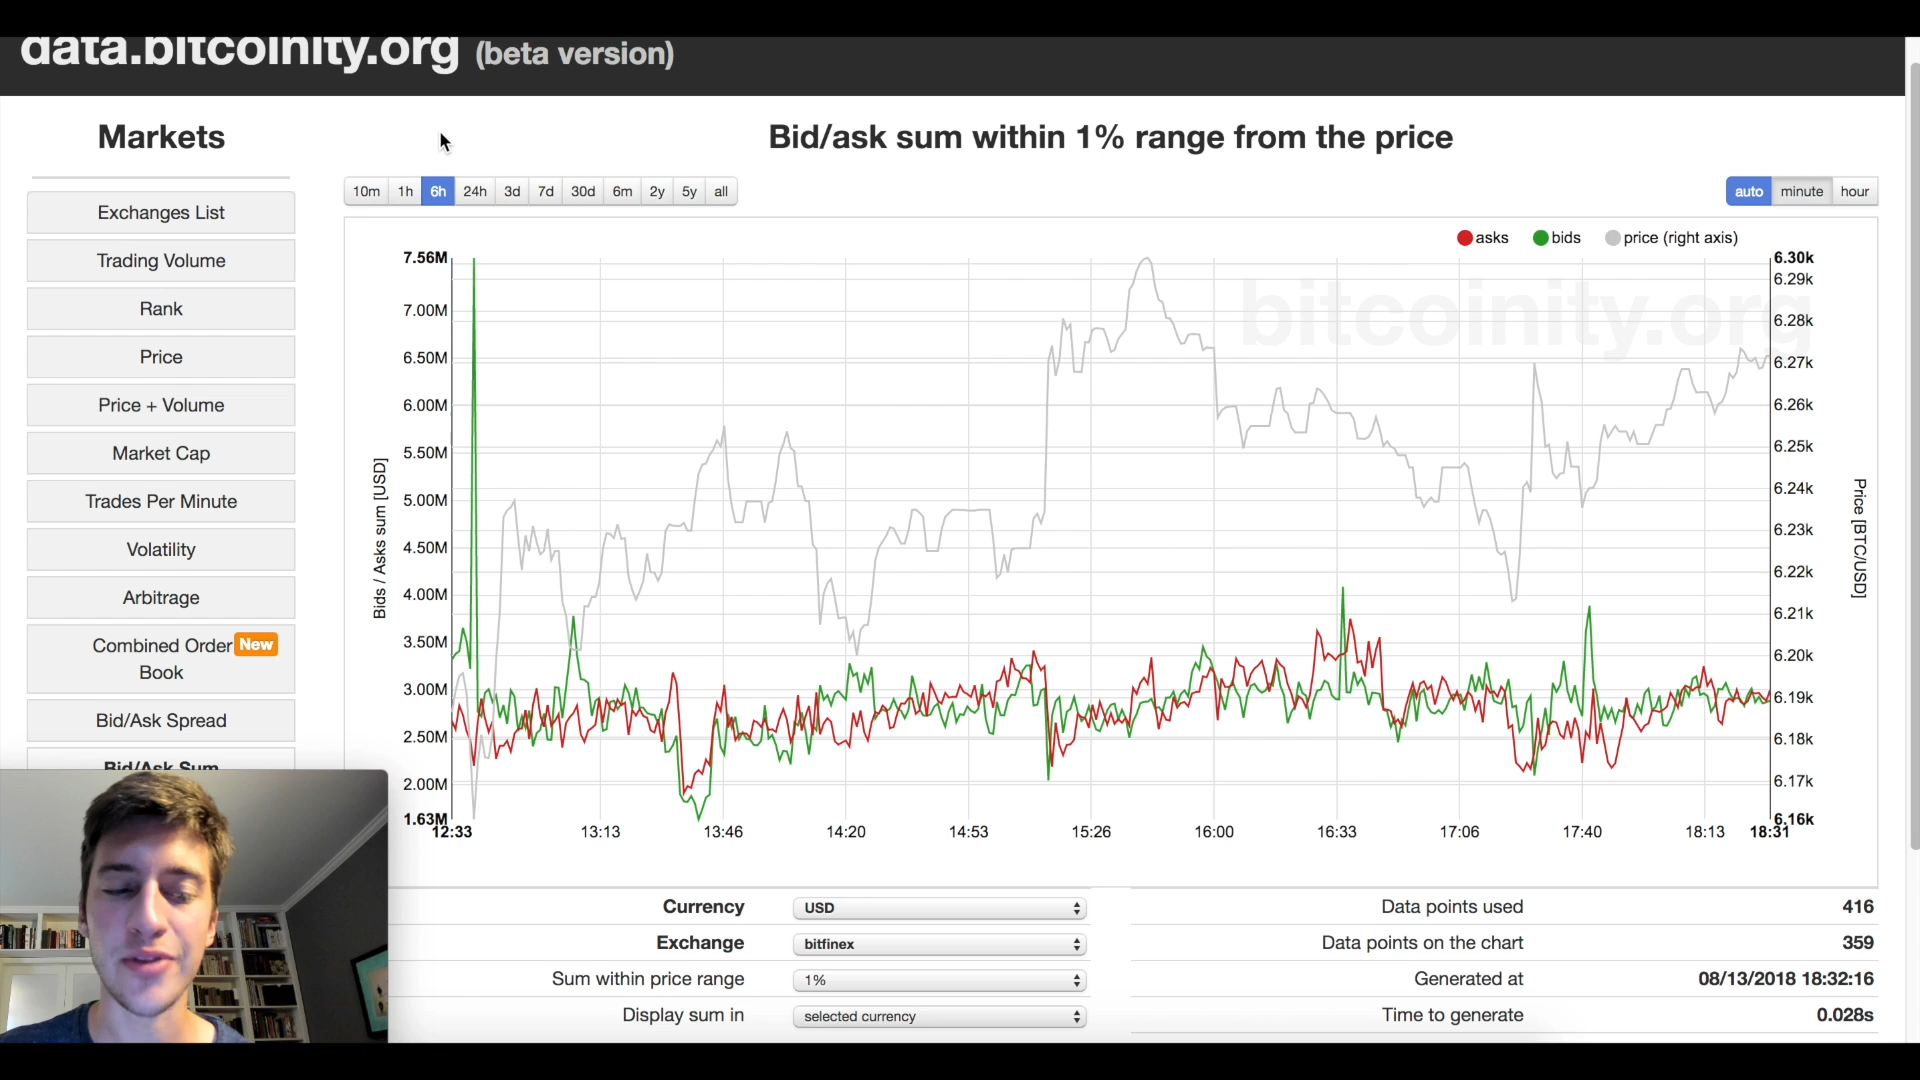 data.bitcoinity.org (beta version)
Markets
Exchanges List
Trading Volume
Rank
Price
Price + Volume
Market Cap
Trades Per Minute
Volatility
Arbitrage
Combined Order New
Book
Bid/Ask Spread
Bid/Ask Sum
Bid/ask sum within 1% range from the price
10m 1h 6h 24h 3d 7d 30d 6m 2y 5y all
auto minute hour
asks bids price (right axis)
bitcoinity.org
Bids / Asks sum [USD]
7.56M
7.00M
6.50M
6.00M
5.50M
5.00M
4.50M
4.00M
3.50M
3.00M
2.50M
2.00M
1.63M
6.30k
6.29k
6.28k
6.27k
6.26k
6.25k
6.24k
6.23k
6.22k
6.21k
6.20k
6.19k
6.18k
6.17k
6.16k
Price [BTC/USD]
12:33 13:13 13:46 14:20 14:53 15:26 16:00 16:33 17:06 17:40 18:13 18:31
Currency USD
Exchange bitfinex
Sum within price range 1%
Display sum in selected currency
Data points used 416
Data points on the chart 359
Generated at 08/13/2018 18:32:16
Time to generate 0.028s